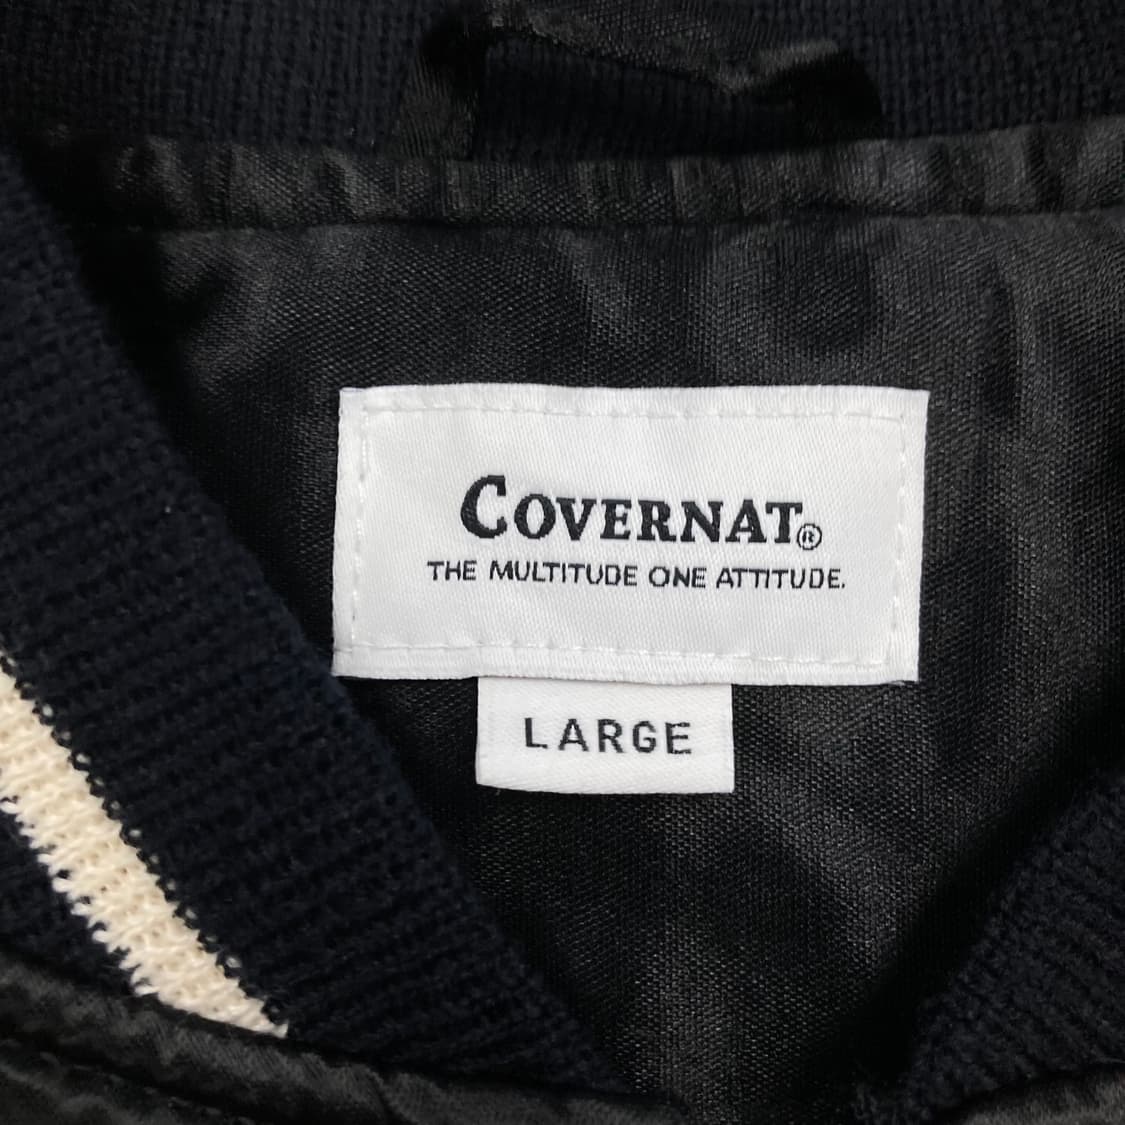 COVERNAT®
THE MULTITUDE ONE ATTITUDE.
LARGE